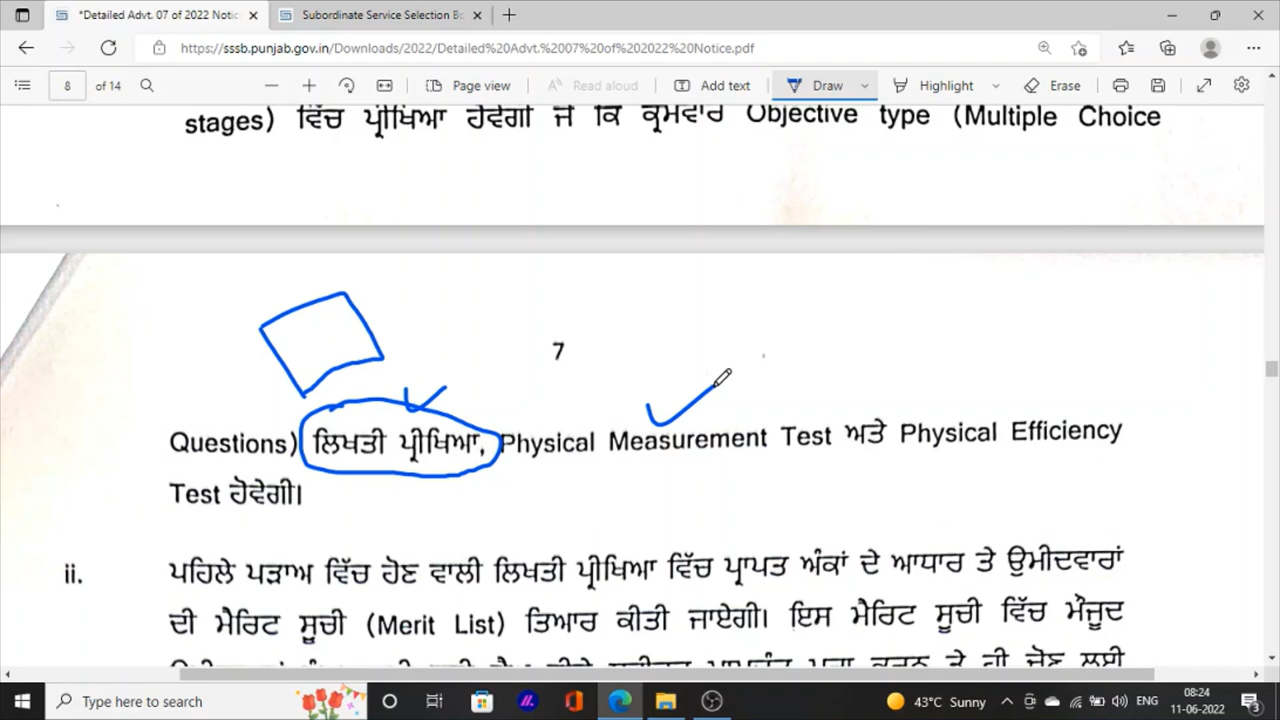 *Detailed Advt. 07 of 2022 Notic
Subordinate Service Selection Bo
https://sssb.punjab.gov.in/Downloads/2022/Detailed%20Advt.%2007%20of%202022%20Notice.pdf
8 of 14
Page view
Read aloud
Add text
Draw
Highlight
Erase
stages) ਵਿੱਚ ਪ੍ਰੀਖਿਆ ਹੋਵੇਗੀ ਜੋ ਕਿ ਕ੍ਰਮਵਾਰ Objective type (Multiple Choice
7
Questions) ਲਿਖਤੀ ਪ੍ਰੀਖਿਆ, Physical Measurement Test ਅਤੇ Physical Efficiency
Test ਹੋਵੇਗੀ।
ii. ਪਹਿਲੇ ਪੜਾਅ ਵਿੱਚ ਹੋਣ ਵਾਲੀ ਲਿਖਤੀ ਪ੍ਰੀਖਿਆ ਵਿੱਚ ਪ੍ਰਾਪਤ ਅੰਕਾਂ ਦੇ ਆਧਾਰ ਤੇ ਉਮੀਦਵਾਰਾਂ
ਦੀ ਮੈਰਿਟ ਸੂਚੀ (Merit List) ਤਿਆਰ ਕੀਤੀ ਜਾਏਗੀ। ਇਸ ਮੈਰਿਟ ਸੂਚੀ ਵਿੱਚ ਮੌਜੂਦ
Type here to search
43°C Sunny
ENG
08:24
11-06-2022
3